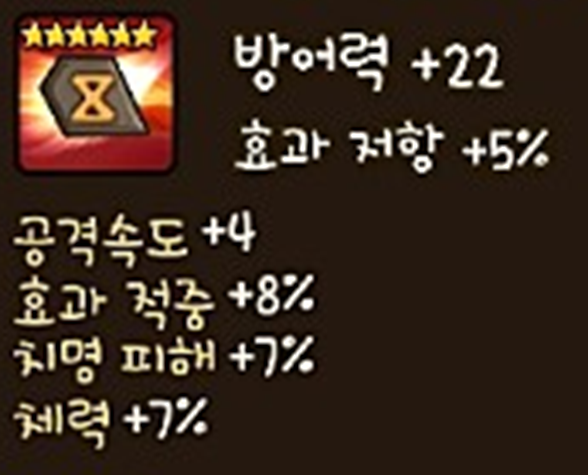 방어력 +22
효과 저항 +5%
공격속도 +4
효과 적중 +8%
치명 피해 +7%
체력 +7%